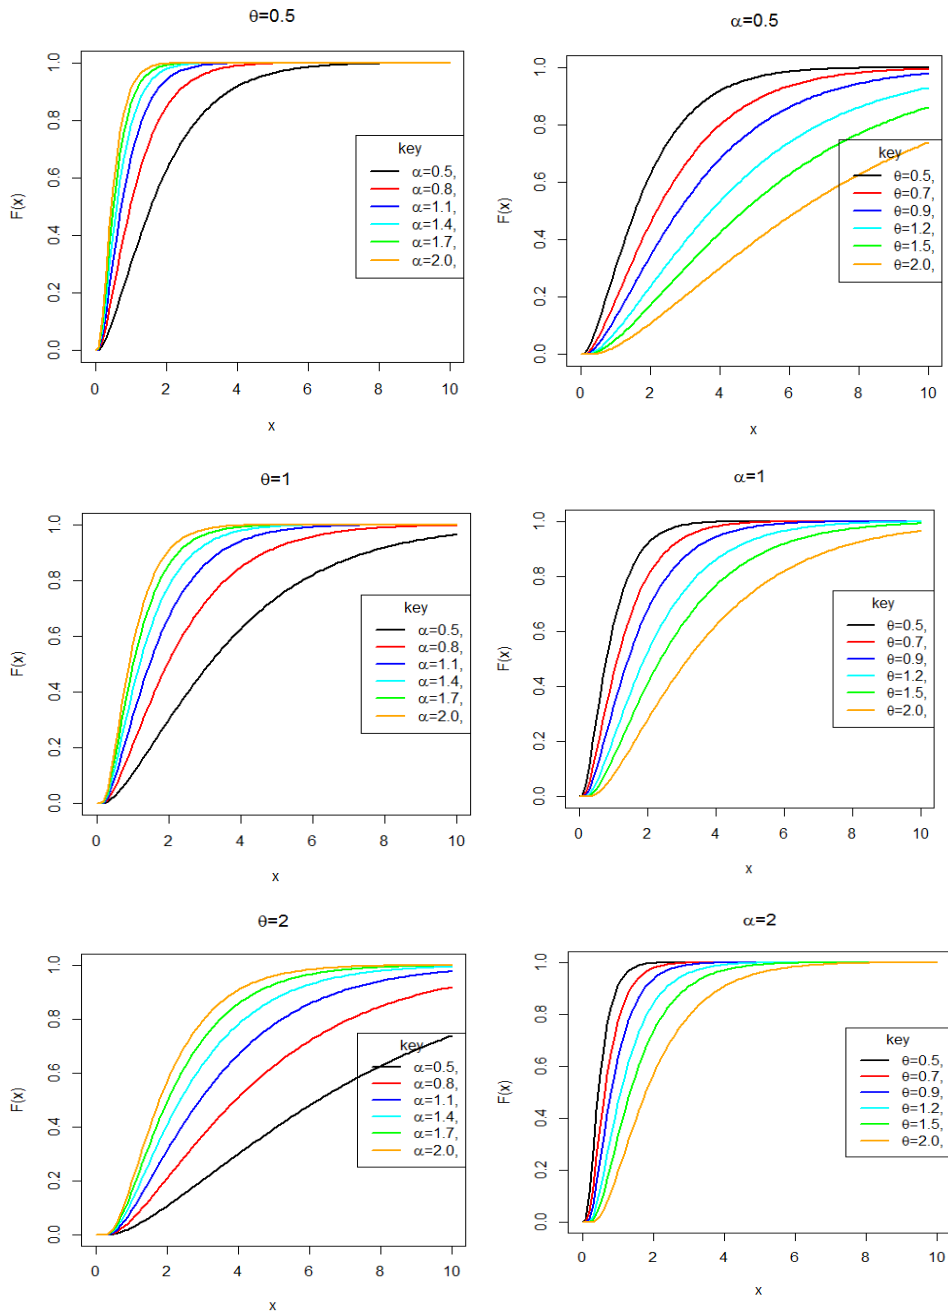 θ=0.5
F(x)
0.0 0.2 0.4 0.6 0.8 1.0
key
α=0.5,
α=0.8,
α=1.1,
α=1.4,
α=1.7,
α=2.0,
0 2 4 6 8 10
x
α=0.5
F(x)
0.0 0.2 0.4 0.6 0.8 1.0
key
θ=0.5,
θ=0.7,
θ=0.9,
θ=1.2,
θ=1.5,
θ=2.0,
0 2 4 6 8 10
x
θ=1
F(x)
0.0 0.2 0.4 0.6 0.8 1.0
key
α=0.5,
α=0.8,
α=1.1,
α=1.4,
α=1.7,
α=2.0,
0 2 4 6 8 10
x
α=1
F(x)
0.0 0.2 0.4 0.6 0.8 1.0
key
θ=0.5,
θ=0.7,
θ=0.9,
θ=1.2,
θ=1.5,
θ=2.0,
0 2 4 6 8 10
x
θ=2
F(x)
0.0 0.2 0.4 0.6 0.8 1.0
key
α=0.5,
α=0.8,
α=1.1,
α=1.4,
α=1.7,
α=2.0,
0 2 4 6 8 10
x
α=2
F(x)
0.0 0.2 0.4 0.6 0.8 1.0
key
θ=0.5,
θ=0.7,
θ=0.9,
θ=1.2,
θ=1.5,
θ=2.0,
0 2 4 6 8 10
x